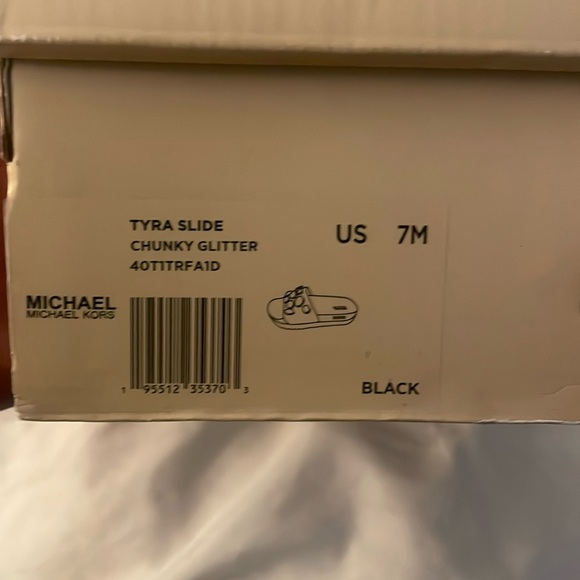 TYRA SLIDE
CHUNKY GLITTER
40T1TRFA1D
US 7M
MICHAEL
MICHAEL KORS
1 95512 35370 3
BLACK